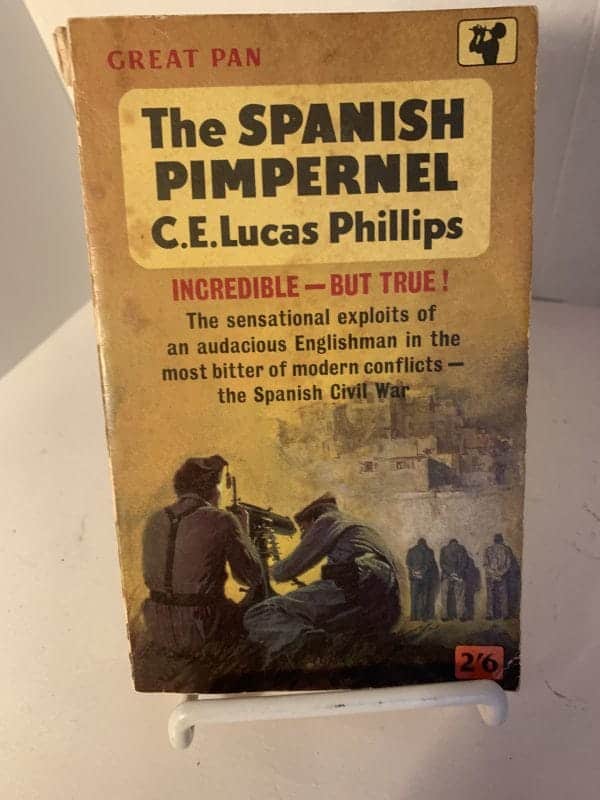 GREAT PAN
The SPANISH
PIMPERNEL
C.E.Lucas Phillips
INCREDIBLE — BUT TRUE!
The sensational exploits of
an audacious Englishman in the
most bitter of modern conflicts —
the Spanish Civil War
2'6